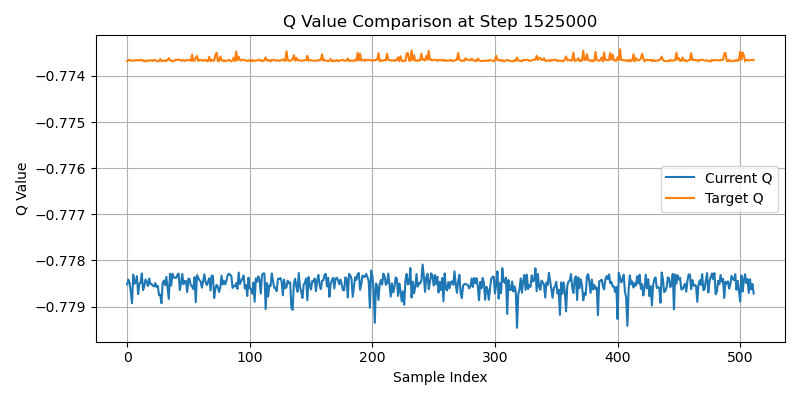 Q Value Comparison at Step 1525000
Q Value
−0.774
−0.775
−0.776
−0.777
−0.778
−0.779
Current Q
Target Q
0 100 200 300 400 500
Sample Index